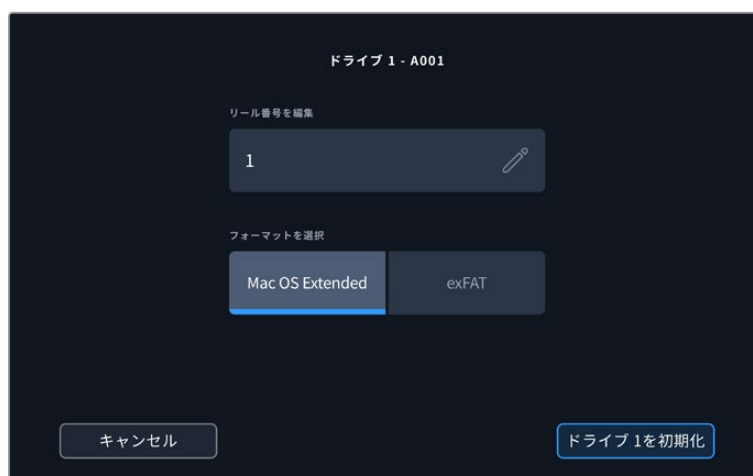 ドライブ 1 - A001
リール番号を編集
1
フォーマットを選択
Mac OS Extended
exFAT
キャンセル
ドライブ 1を初期化